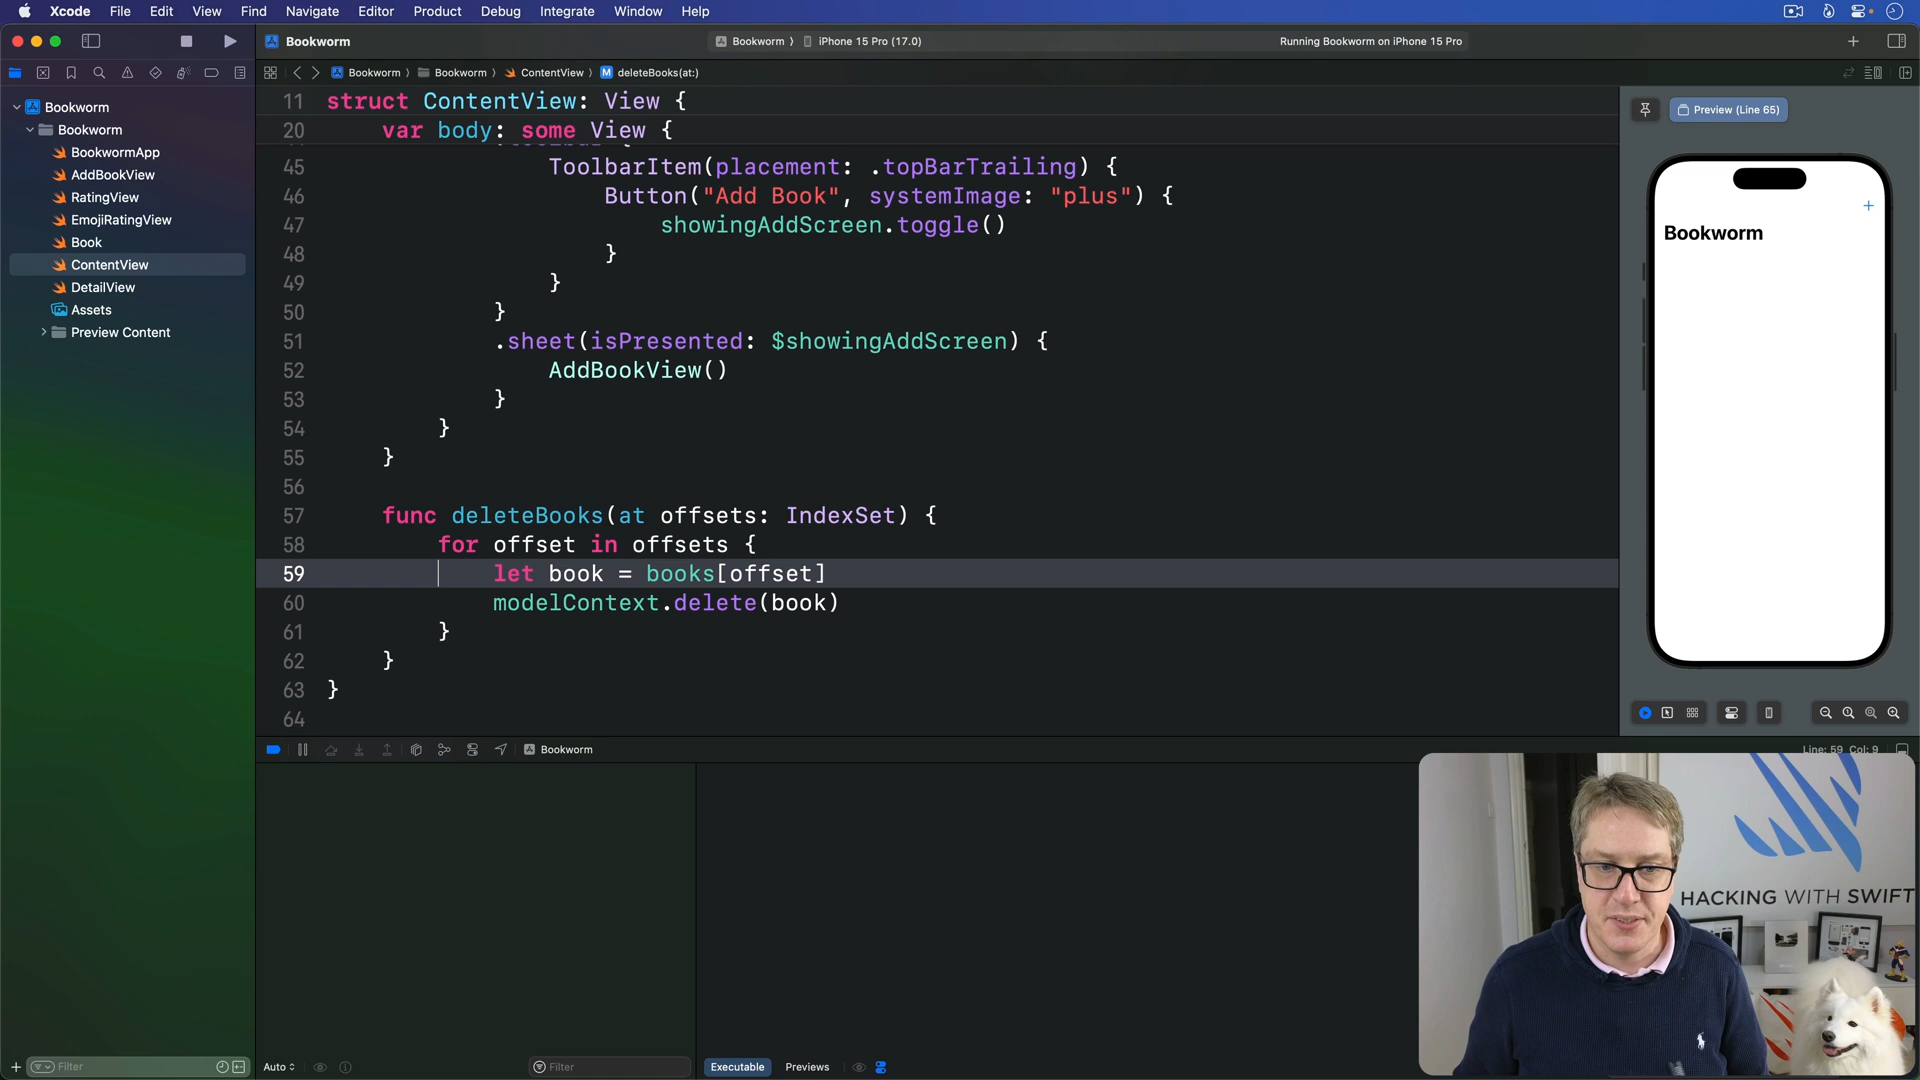 Xcode File Edit View Find Navigate Editor Product Debug Integrate Window Help
Bookworm
Bookworm 〉 iPhone 15 Pro (17.0)
Running Bookworm on iPhone 15 Pro
Bookworm 〉 Bookworm 〉 ContentView 〉 M deleteBooks(at:)
Bookworm
Bookworm
BookwormApp
AddBookView
RatingView
EmojiRatingView
Book
ContentView
DetailView
Assets
Preview Content
Filter
11 struct ContentView: View {
20 var body: some View {
45 ToolbarItem(placement: .topBarTrailing) {
46 Button("Add Book", systemImage: "plus") {
47 showingAddScreen.toggle()
48 }
49 }
50 }
51 .sheet(isPresented: $showingAddScreen) {
52 AddBookView()
53 }
54 }
55 }
56
57 func deleteBooks(at offsets: IndexSet) {
58 for offset in offsets {
59 let book = books[offset]
60 modelContext.delete(book)
61 }
62 }
63 }
64
Preview (Line 65)
Bookworm
Bookworm
Line: 59 Col: 9
Auto
Filter
Executable Previews
HACKING WITH SWIFT